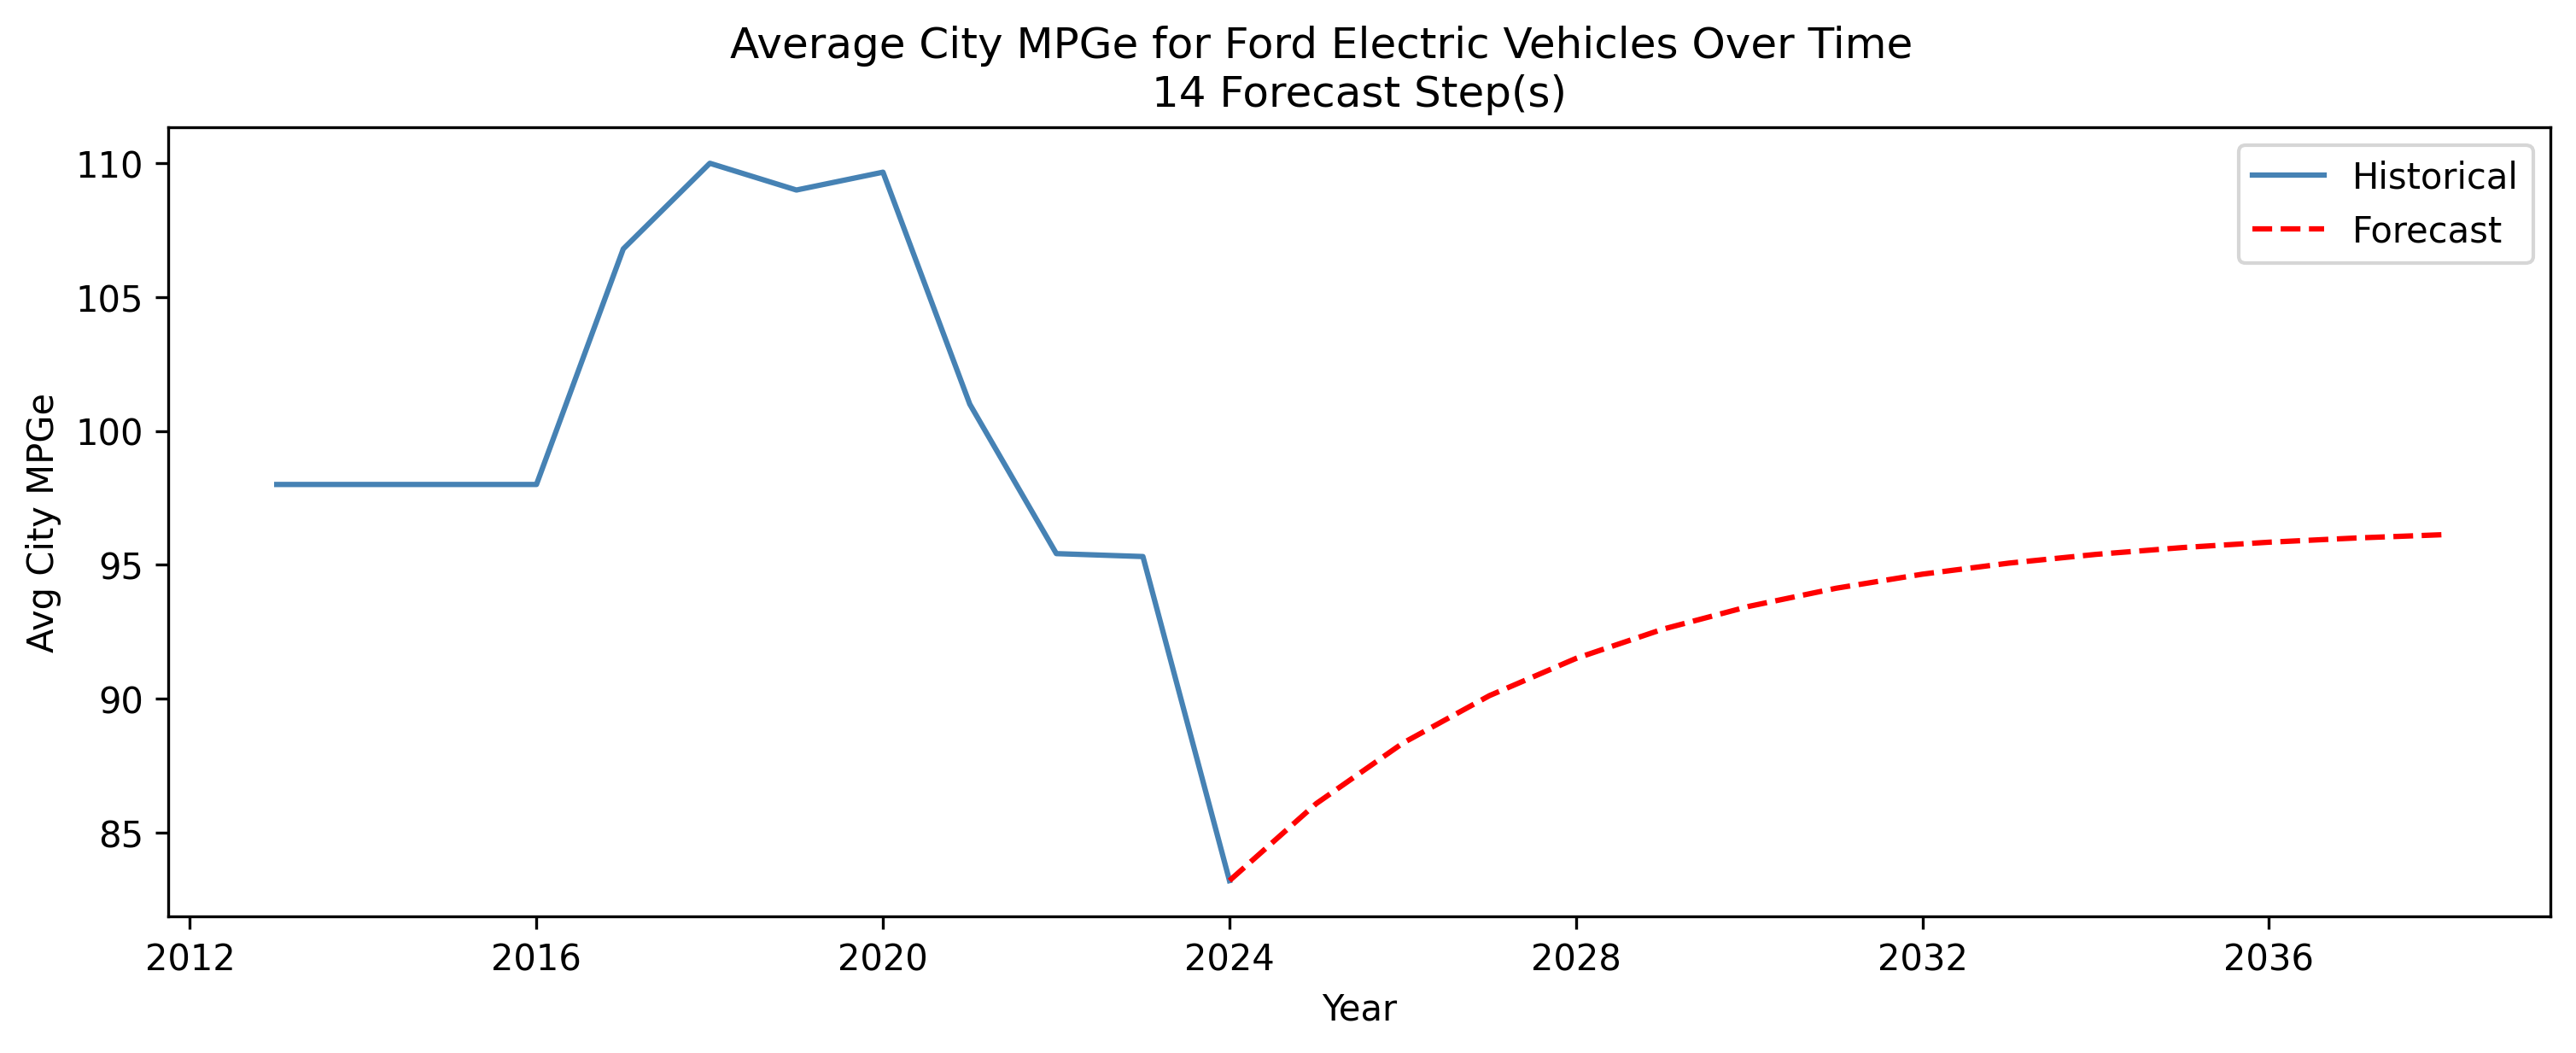 Average City MPGe for Ford Electric Vehicles Over Time
14 Forecast Step(s)
110
105
100
95
90
85
Avg City MPGe
Historical
Forecast
2012
2016
2020
2024
2028
2032
2036
Year